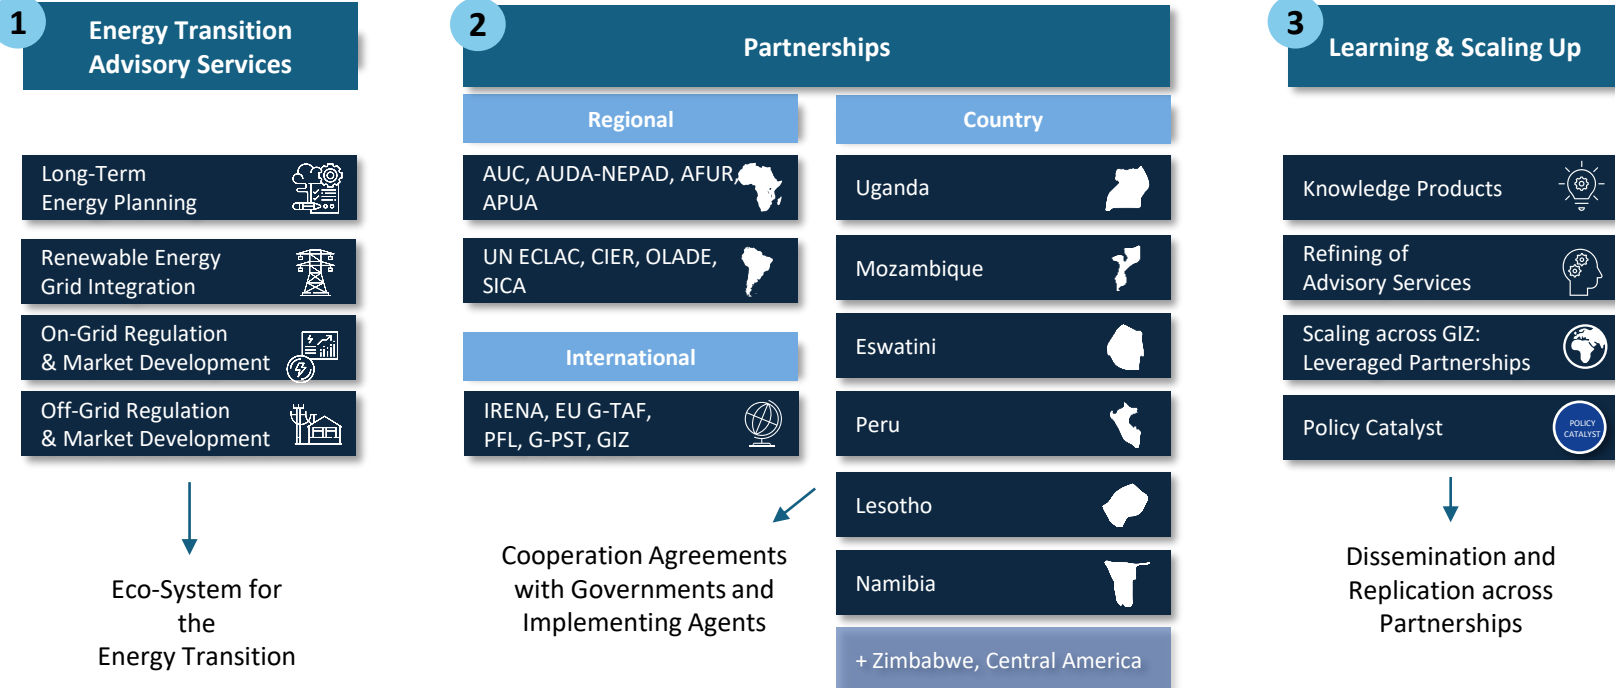 1
Energy Transition
Advisory Services
Long-Term
Energy Planning
Renewable Energy
Grid Integration
On-Grid Regulation
& Market Development
Off-Grid Regulation
& Market Development
Eco-System for
the
Energy Transition
2
Partnerships
Regional
AUC, AUDA-NEPAD, AFUR,
APUA
UN ECLAC, CIER, OLADE,
SICA
International
IRENA, EU G-TAF,
PFL, G-PST, GIZ
Cooperation Agreements
with Governments and
Implementing Agents
Country
Uganda
Mozambique
Eswatini
Peru
Lesotho
Namibia
+ Zimbabwe, Central America
3
Learning & Scaling Up
Knowledge Products
Refining of
Advisory Services
Scaling across GIZ:
Leveraged Partnerships
Policy Catalyst
POLICY
CATALYST
Dissemination and
Replication across
Partnerships